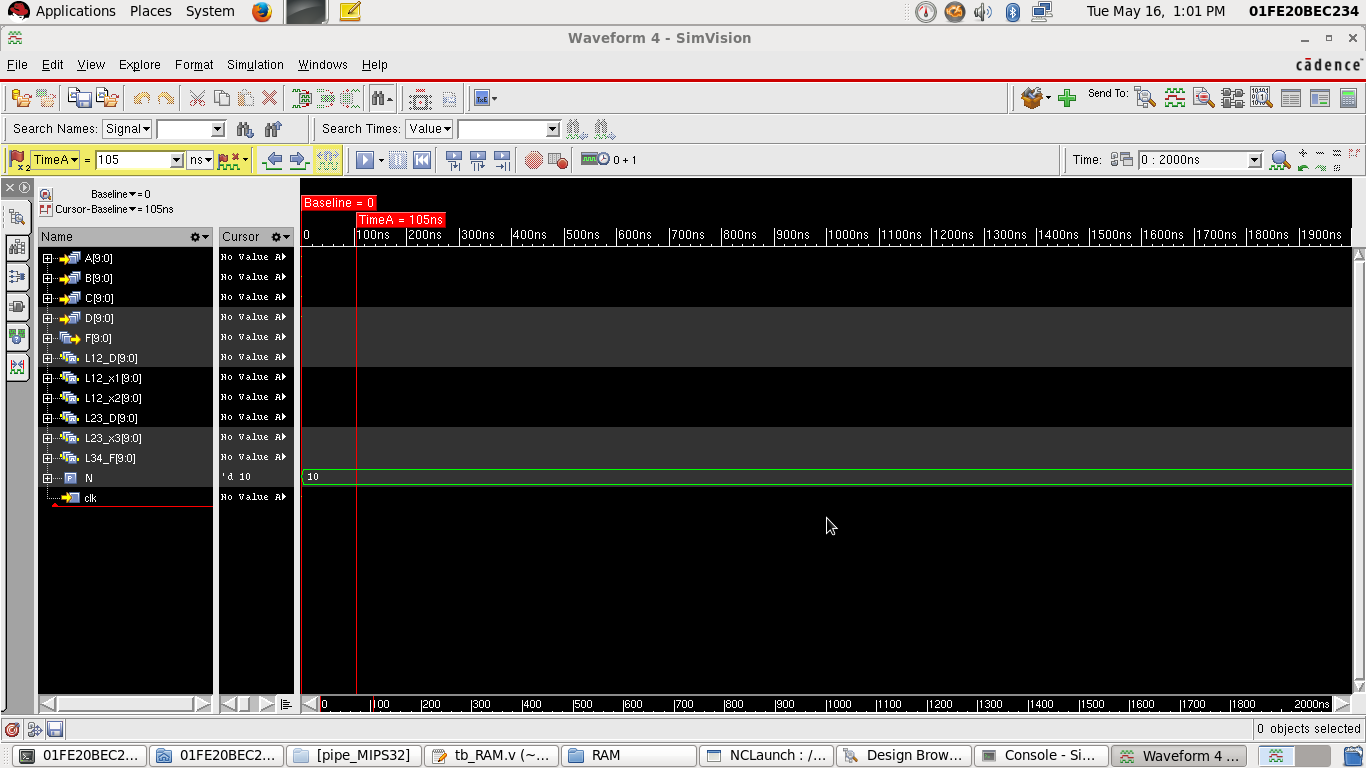 Applications Places System Tue May 16, 1:01 PM 01FE20BEC234
Waveform 4 - SimVision
File Edit View Explore Format Simulation Windows Help cādence
Send To:
Search Names: Signal Search Times: Value
TimeA = 105 ns 0 + 1 Time: 0 : 2000ns
Baseline = 0
Cursor-Baseline = 105ns
Baseline = 0
TimeA = 105ns
Name Cursor 0 100ns 200ns 300ns 400ns 500ns 600ns 700ns 800ns 900ns 1000ns 1100ns 1200ns 1300ns 1400ns 1500ns 1600ns 1700ns 1800ns 1900ns
A[9:0] No Value A
B[9:0] No Value A
C[9:0] No Value A
D[9:0] No Value A
F[9:0] No Value A
L12_D[9:0] No Value A
L12_x1[9:0] No Value A
L12_x2[9:0] No Value A
L23_D[9:0] No Value A
L23_x3[9:0] No Value A
L34_F[9:0] No Value A
N 'd 10 10
clk No Value A
0 100 200 300 400 500 600 700 800 900 1000 1100 1200 1300 1400 1500 1600 1700 1800 2000ns
0 objects selected
01FE20BEC2... 01FE20BEC2... [pipe_MIPS32] tb_RAM.v (~... RAM NCLaunch : /... Design Brow... Console - Si... Waveform 4 ...